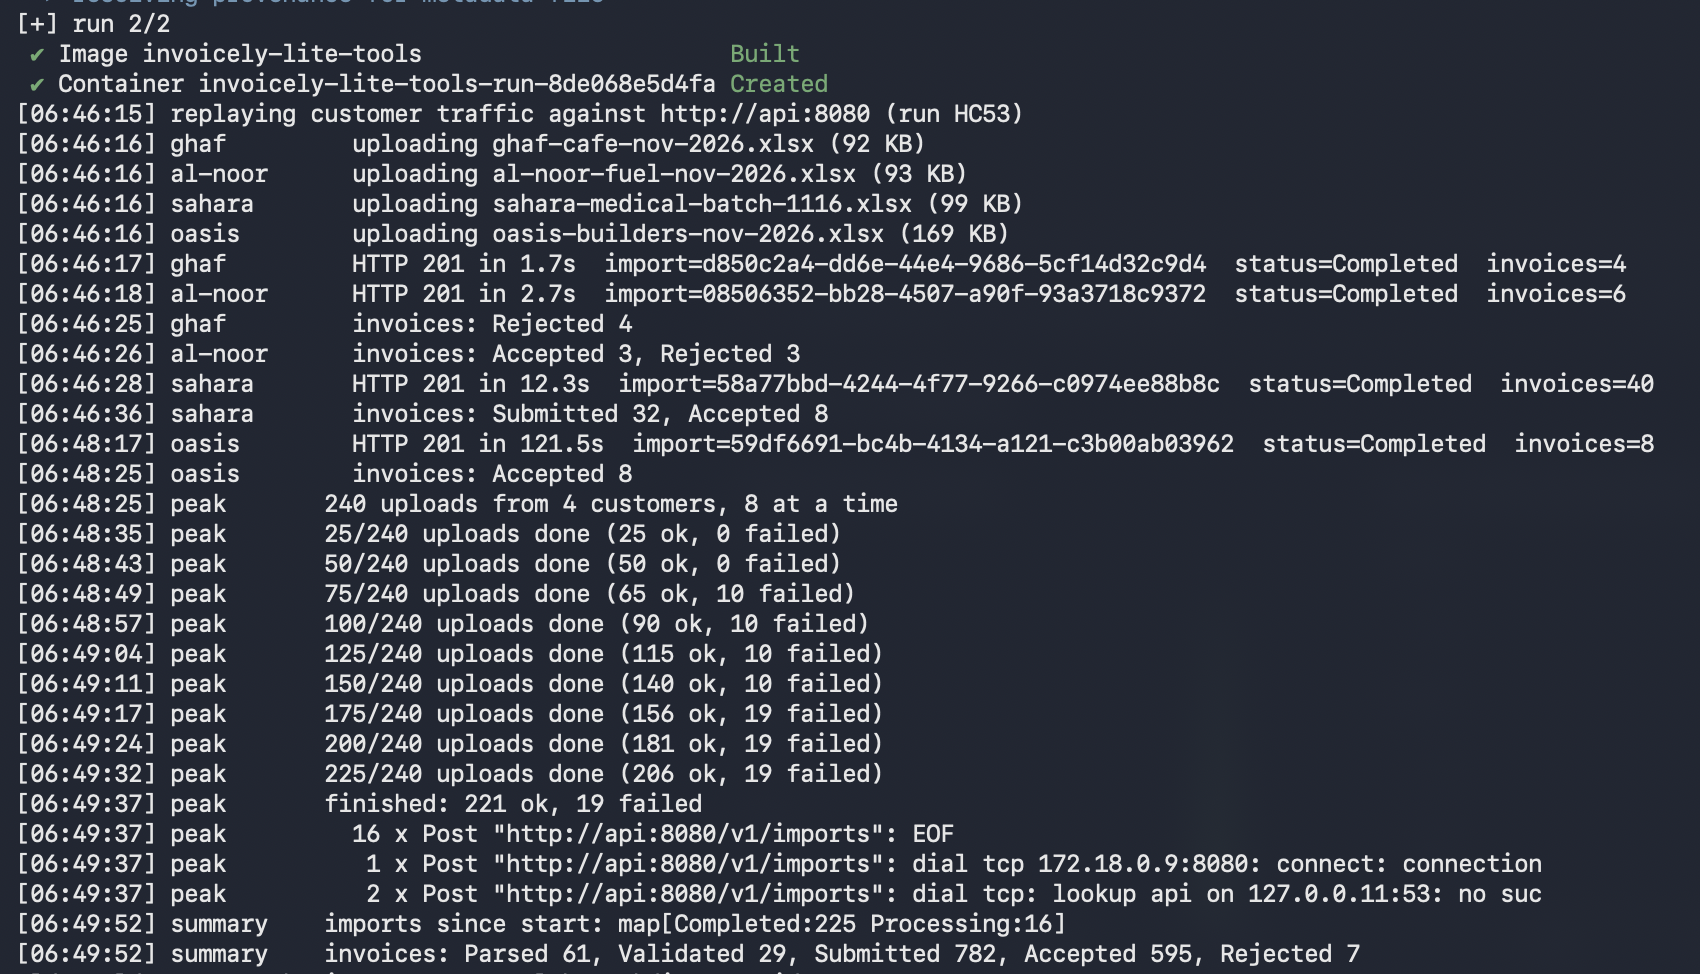 [+] run 2/2
✔ Image invoicely-lite-tools Built
✔ Container invoicely-lite-tools-run-8de068e5d4fa Created
[06:46:15] replaying customer traffic against http://api:8080 (run HC53)
[06:46:16] ghaf uploading ghaf-cafe-nov-2026.xlsx (92 KB)
[06:46:16] al-noor uploading al-noor-fuel-nov-2026.xlsx (93 KB)
[06:46:16] sahara uploading sahara-medical-batch-1116.xlsx (99 KB)
[06:46:16] oasis uploading oasis-builders-nov-2026.xlsx (169 KB)
[06:46:17] ghaf HTTP 201 in 1.7s import=d850c2a4-dd6e-44e4-9686-5cf14d32c9d4 status=Completed invoices=4
[06:46:18] al-noor HTTP 201 in 2.7s import=08506352-bb28-4507-a90f-93a3718c9372 status=Completed invoices=6
[06:46:25] ghaf invoices: Rejected 4
[06:46:26] al-noor invoices: Accepted 3, Rejected 3
[06:46:28] sahara HTTP 201 in 12.3s import=58a77bbd-4244-4f77-9266-c0974ee88b8c status=Completed invoices=40
[06:46:36] sahara invoices: Submitted 32, Accepted 8
[06:48:17] oasis HTTP 201 in 121.5s import=59df6691-bc4b-4134-a121-c3b00ab03962 status=Completed invoices=8
[06:48:25] oasis invoices: Accepted 8
[06:48:25] peak 240 uploads from 4 customers, 8 at a time
[06:48:35] peak 25/240 uploads done (25 ok, 0 failed)
[06:48:43] peak 50/240 uploads done (50 ok, 0 failed)
[06:48:49] peak 75/240 uploads done (65 ok, 10 failed)
[06:48:57] peak 100/240 uploads done (90 ok, 10 failed)
[06:49:04] peak 125/240 uploads done (115 ok, 10 failed)
[06:49:11] peak 150/240 uploads done (140 ok, 10 failed)
[06:49:17] peak 175/240 uploads done (156 ok, 19 failed)
[06:49:24] peak 200/240 uploads done (181 ok, 19 failed)
[06:49:32] peak 225/240 uploads done (206 ok, 19 failed)
[06:49:37] peak finished: 221 ok, 19 failed
[06:49:37] peak 16 x Post "http://api:8080/v1/imports": EOF
[06:49:37] peak 1 x Post "http://api:8080/v1/imports": dial tcp 172.18.0.9:8080: connect: connection
[06:49:37] peak 2 x Post "http://api:8080/v1/imports": dial tcp: lookup api on 127.0.0.11:53: no suc
[06:49:52] summary imports since start: map[Completed:225 Processing:16]
[06:49:52] summary invoices: Parsed 61, Validated 29, Submitted 782, Accepted 595, Rejected 7